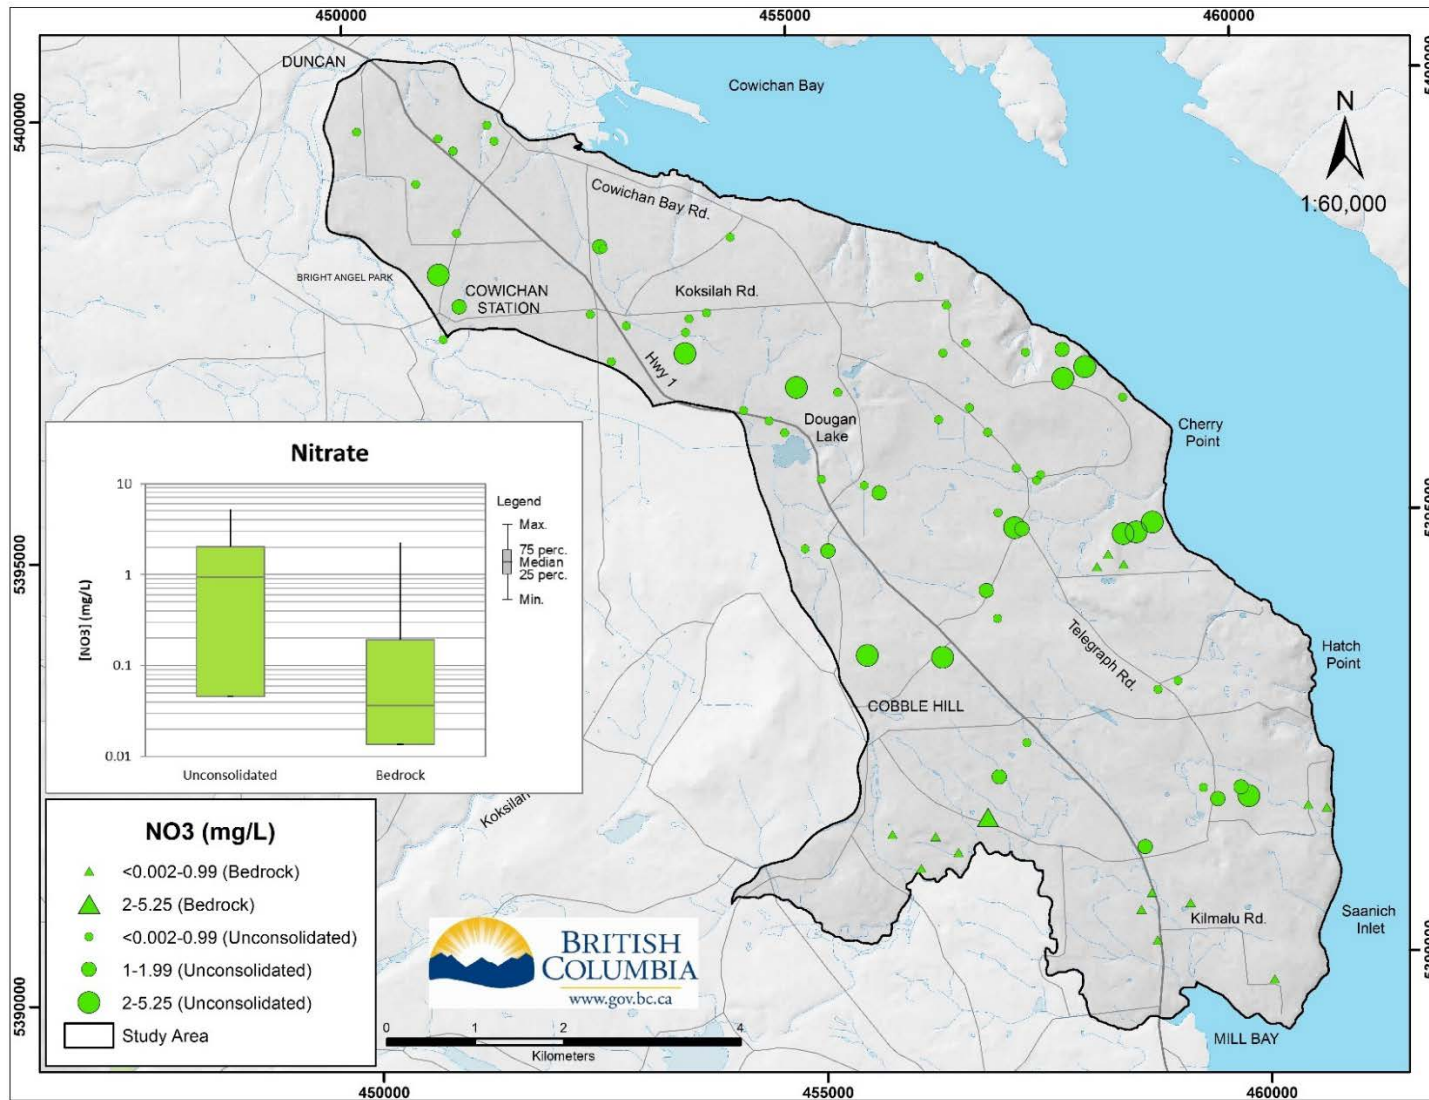 450000
455000
460000
5400000
5400000
DUNCAN
Cowichan Bay
N
1:60,000
Cowichan Bay Rd.
BRIGHT ANGEL PARK
COWICHAN
STATION
Koksilah Rd.
Hwy 1
Dougan
Lake
Cherry
Point
5395000
5395000
Nitrate
[NO3] (mg/L)
10
1
0.1
0.01
Unconsolidated
Bedrock
Legend
Max.
75 perc.
Median
25 perc.
Min.
Telegraph Rd.
Hatch
Point
COBBLE HILL
Koksilah
NO3 (mg/L)
<0.002-0.99 (Bedrock)
2-5.25 (Bedrock)
<0.002-0.99 (Unconsolidated)
1-1.99 (Unconsolidated)
2-5.25 (Unconsolidated)
Study Area
BRITISH
COLUMBIA
www.gov.bc.ca
Kilmalu Rd.
Saanich
Inlet
5390000
5390000
0 1 2 4
Kilometers
MILL BAY
450000
455000
460000